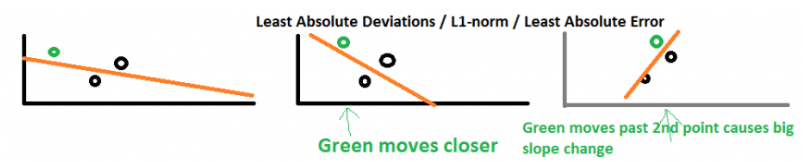 Least Absolute Deviations / L1-norm / Least Absolute Error
Green moves closer
Green moves past 2nd point causes big
slope change